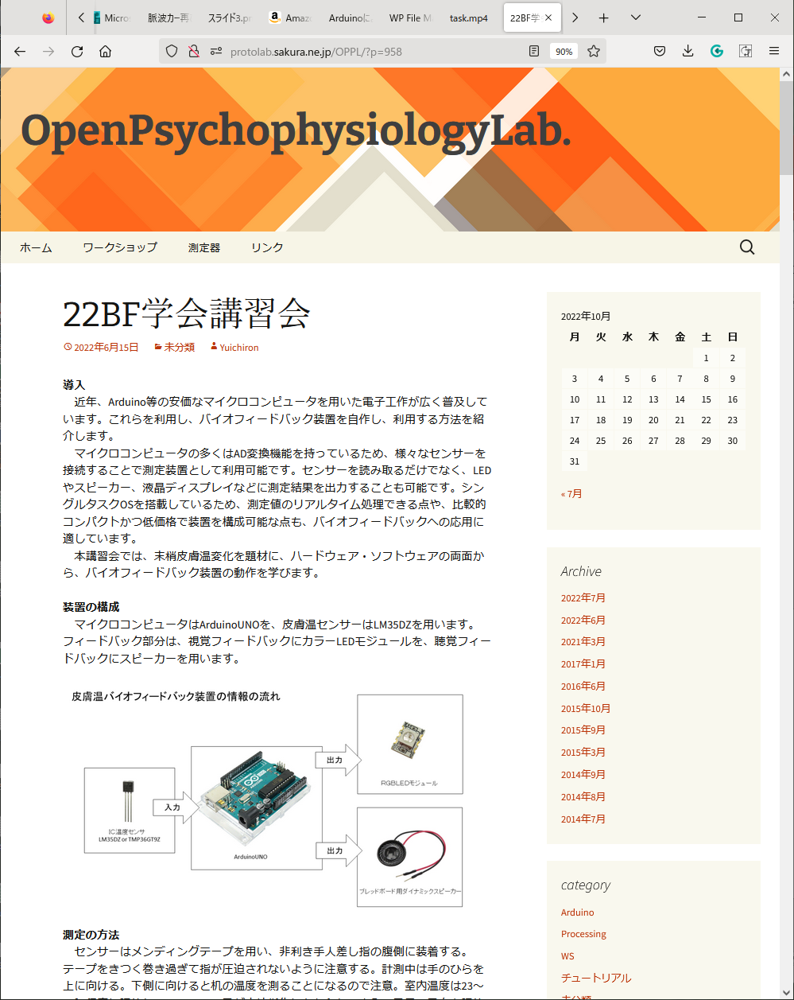 Micros
脈波カー再
スライド3.pn
Amaz
Arduinoに
WP File M
task.mp4
22BF学
protolab.sakura.ne.jp/OPPL/?p=958
90%
OpenPsychophysiologyLab.
ホーム ワークショップ 測定器 リンク
22BF学会講習会
2022年6月15日 未分類 Yuichiron
導入
近年、Arduino等の安価なマイクロコンピュータを用いた電子工作が広く普及して
います。これらを利用し、バイオフィードバック装置を自作し、利用する方法を紹
介します。
マイクロコンピュータの多くはAD変換機能を持っているため、様々なセンサーを
接続することで測定装置として利用可能です。センサーを読み取るだけでなく、LED
やスピーカー、液晶ディスプレイなどに測定結果を出力することも可能です。シン
グルタスクOSを搭載しているため、測定値のリアルタイム処理できる点や、比較的
コンパクトかつ低価格で装置を構成可能な点も、バイオフィードバックへの応用に
適しています。
本講習会では、末梢皮膚温変化を題材に、ハードウェア・ソフトウェアの両面か
ら、バイオフィードバック装置の動作を学びます。
装置の構成
マイクロコンピュータはArduinoUNOを、皮膚温センサーはLM35DZを用います。
フィードバック部分は、視覚フィードバックにカラーLEDモジュールを、聴覚フィー
ドバックにスピーカーを用います。
皮膚温バイオフィードバック装置の情報の流れ
IC温度センサ
LM35DZ or TMP36GT9Z
入力
ArduinoUNO
出力
RGBLEDモジュール
出力
ブレッドボード用ダイナミックスピーカー
測定の方法
センサーはメンディングテープを用い、非利き手人差し指の腹側に装着する。
テープをきつく巻き過ぎて指が圧迫されないように注意する。計測中は手のひらを
上に向ける。下側に向けると机の温度を測ることになるので注意。室内温度は23～
2022年10月
月 火 水 木 金 土 日
1 2
3 4 5 6 7 8 9
10 11 12 13 14 15 16
17 18 19 20 21 22 23
24 25 26 27 28 29 30
31
« 7月
Archive
2022年7月
2022年6月
2021年3月
2017年1月
2016年6月
2015年10月
2015年9月
2015年3月
2014年9月
2014年8月
2014年7月
category
Arduino
Processing
WS
チュートリアル
未分類